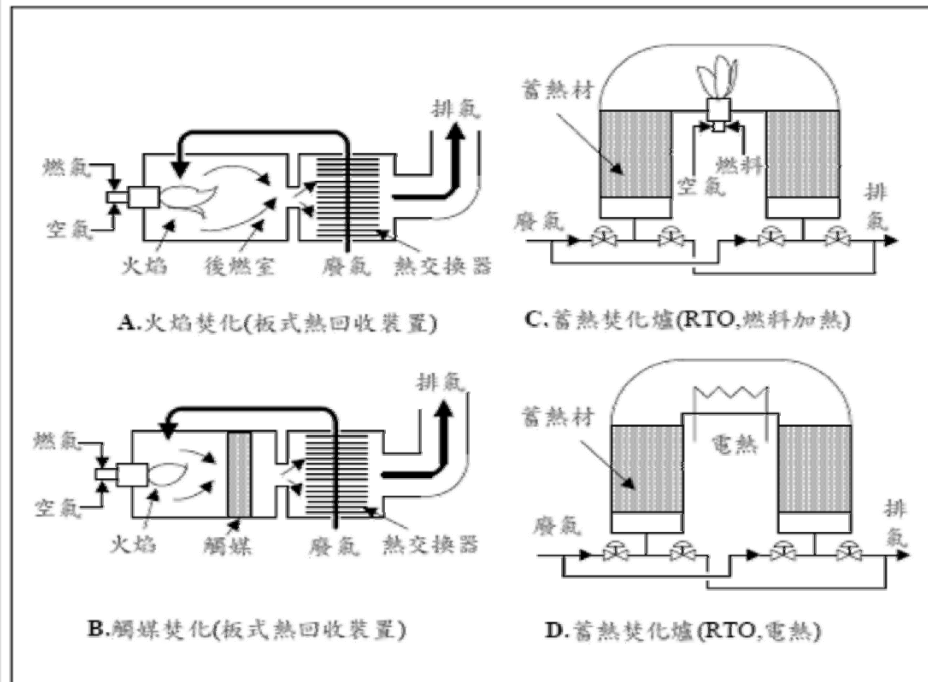 燃氣
空氣
火焰
後燃室
廢氣
熱交換器
排氣
A.火焰焚化(板式熱回收裝置)
蓄熱材
空氣
燃料
廢氣
排氣
C.蓄熱焚化爐(RTO,燃料加熱)
燃氣
空氣
火焰
觸媒
廢氣
熱交換器
排氣
B.觸媒焚化(板式熱回收裝置)
蓄熱材
電熱
廢氣
排氣
D.蓄熱焚化爐(RTO,電熱)